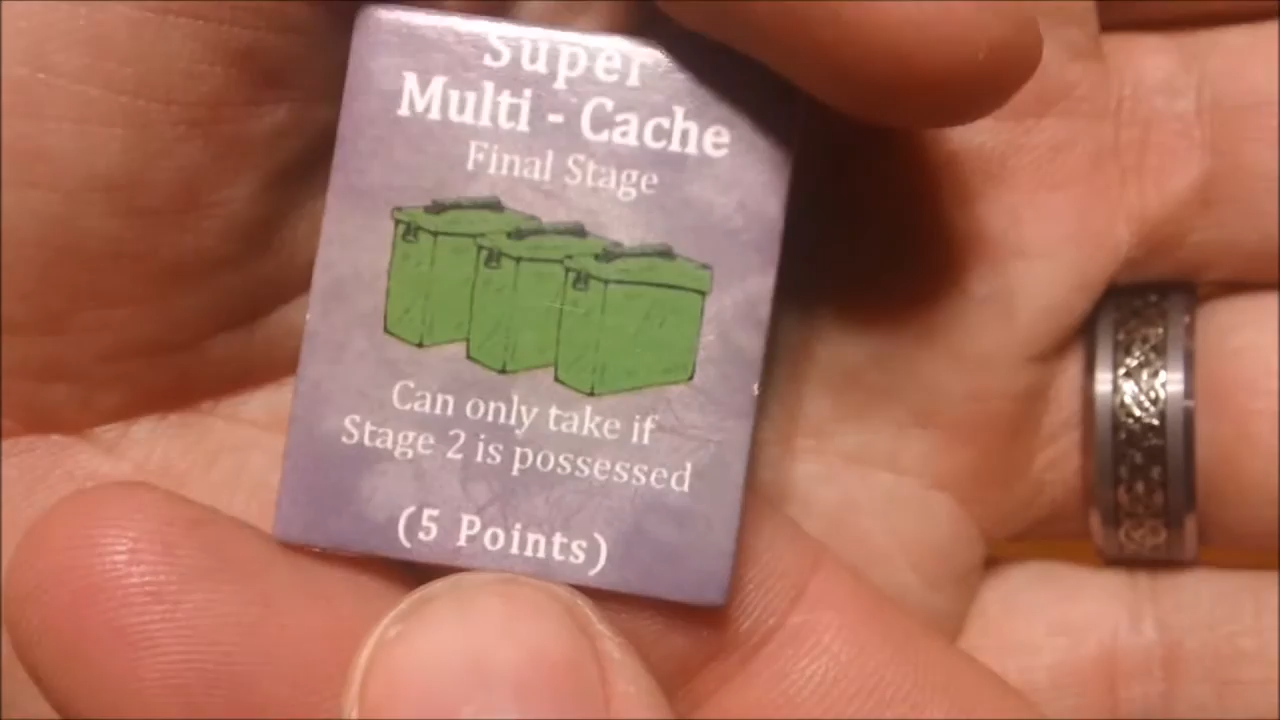 Super
Multi - Cache
Final Stage
Can only take if
Stage 2 is possessed
(5 Points)